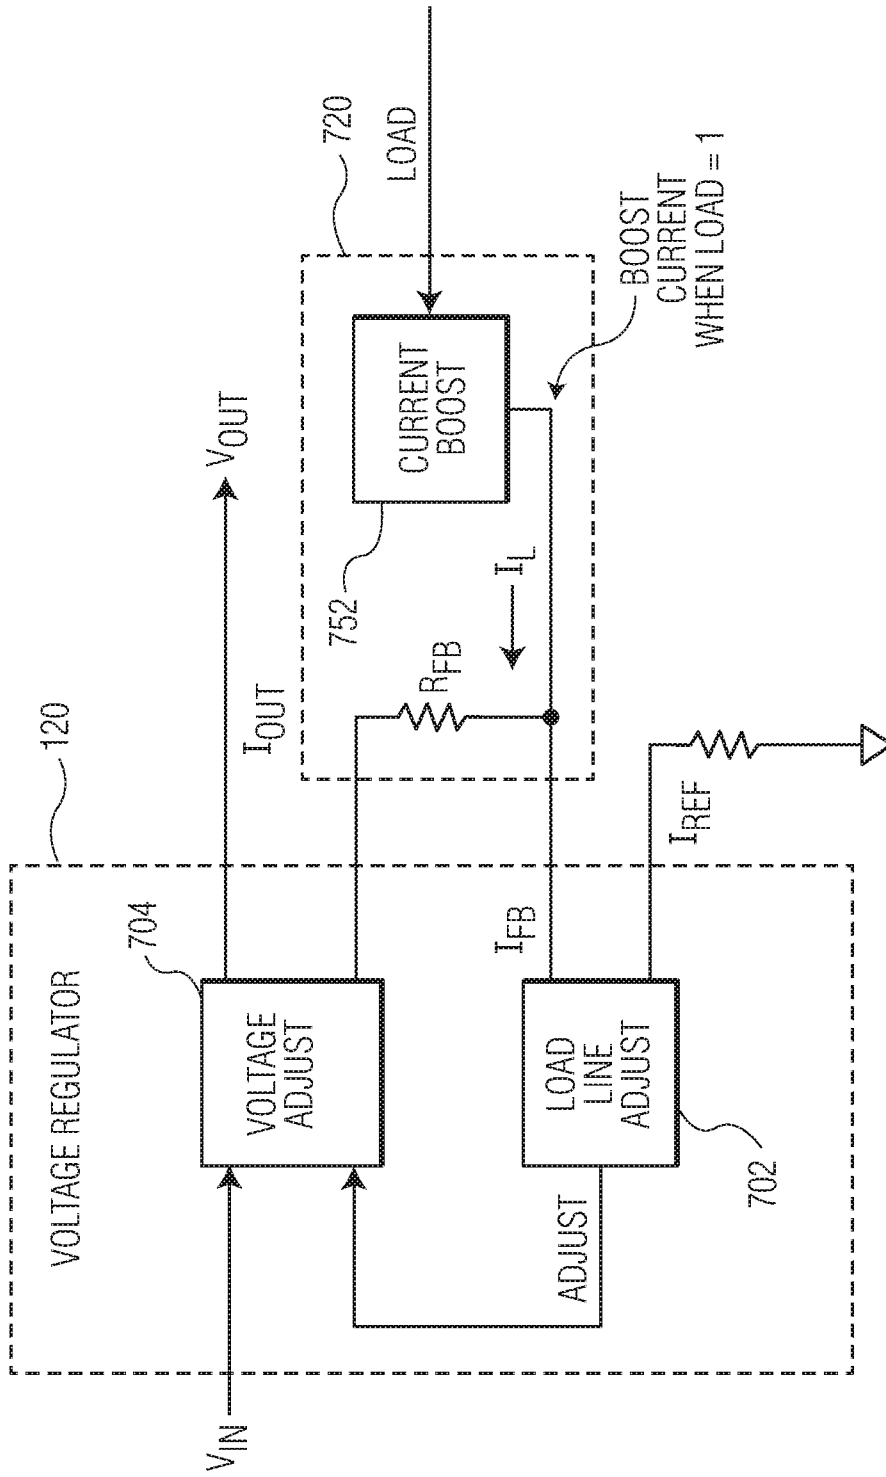 VOLTAGE REGULATOR
120
V_IN
704
VOLTAGE
ADJUST
I_OUT
V_OUT
720
LOAD
752
CURRENT
BOOST
R_FB
I_L
BOOST
CURRENT
WHEN LOAD = 1
ADJUST
LOAD
LINE
ADJUST
702
I_FB
I_REF